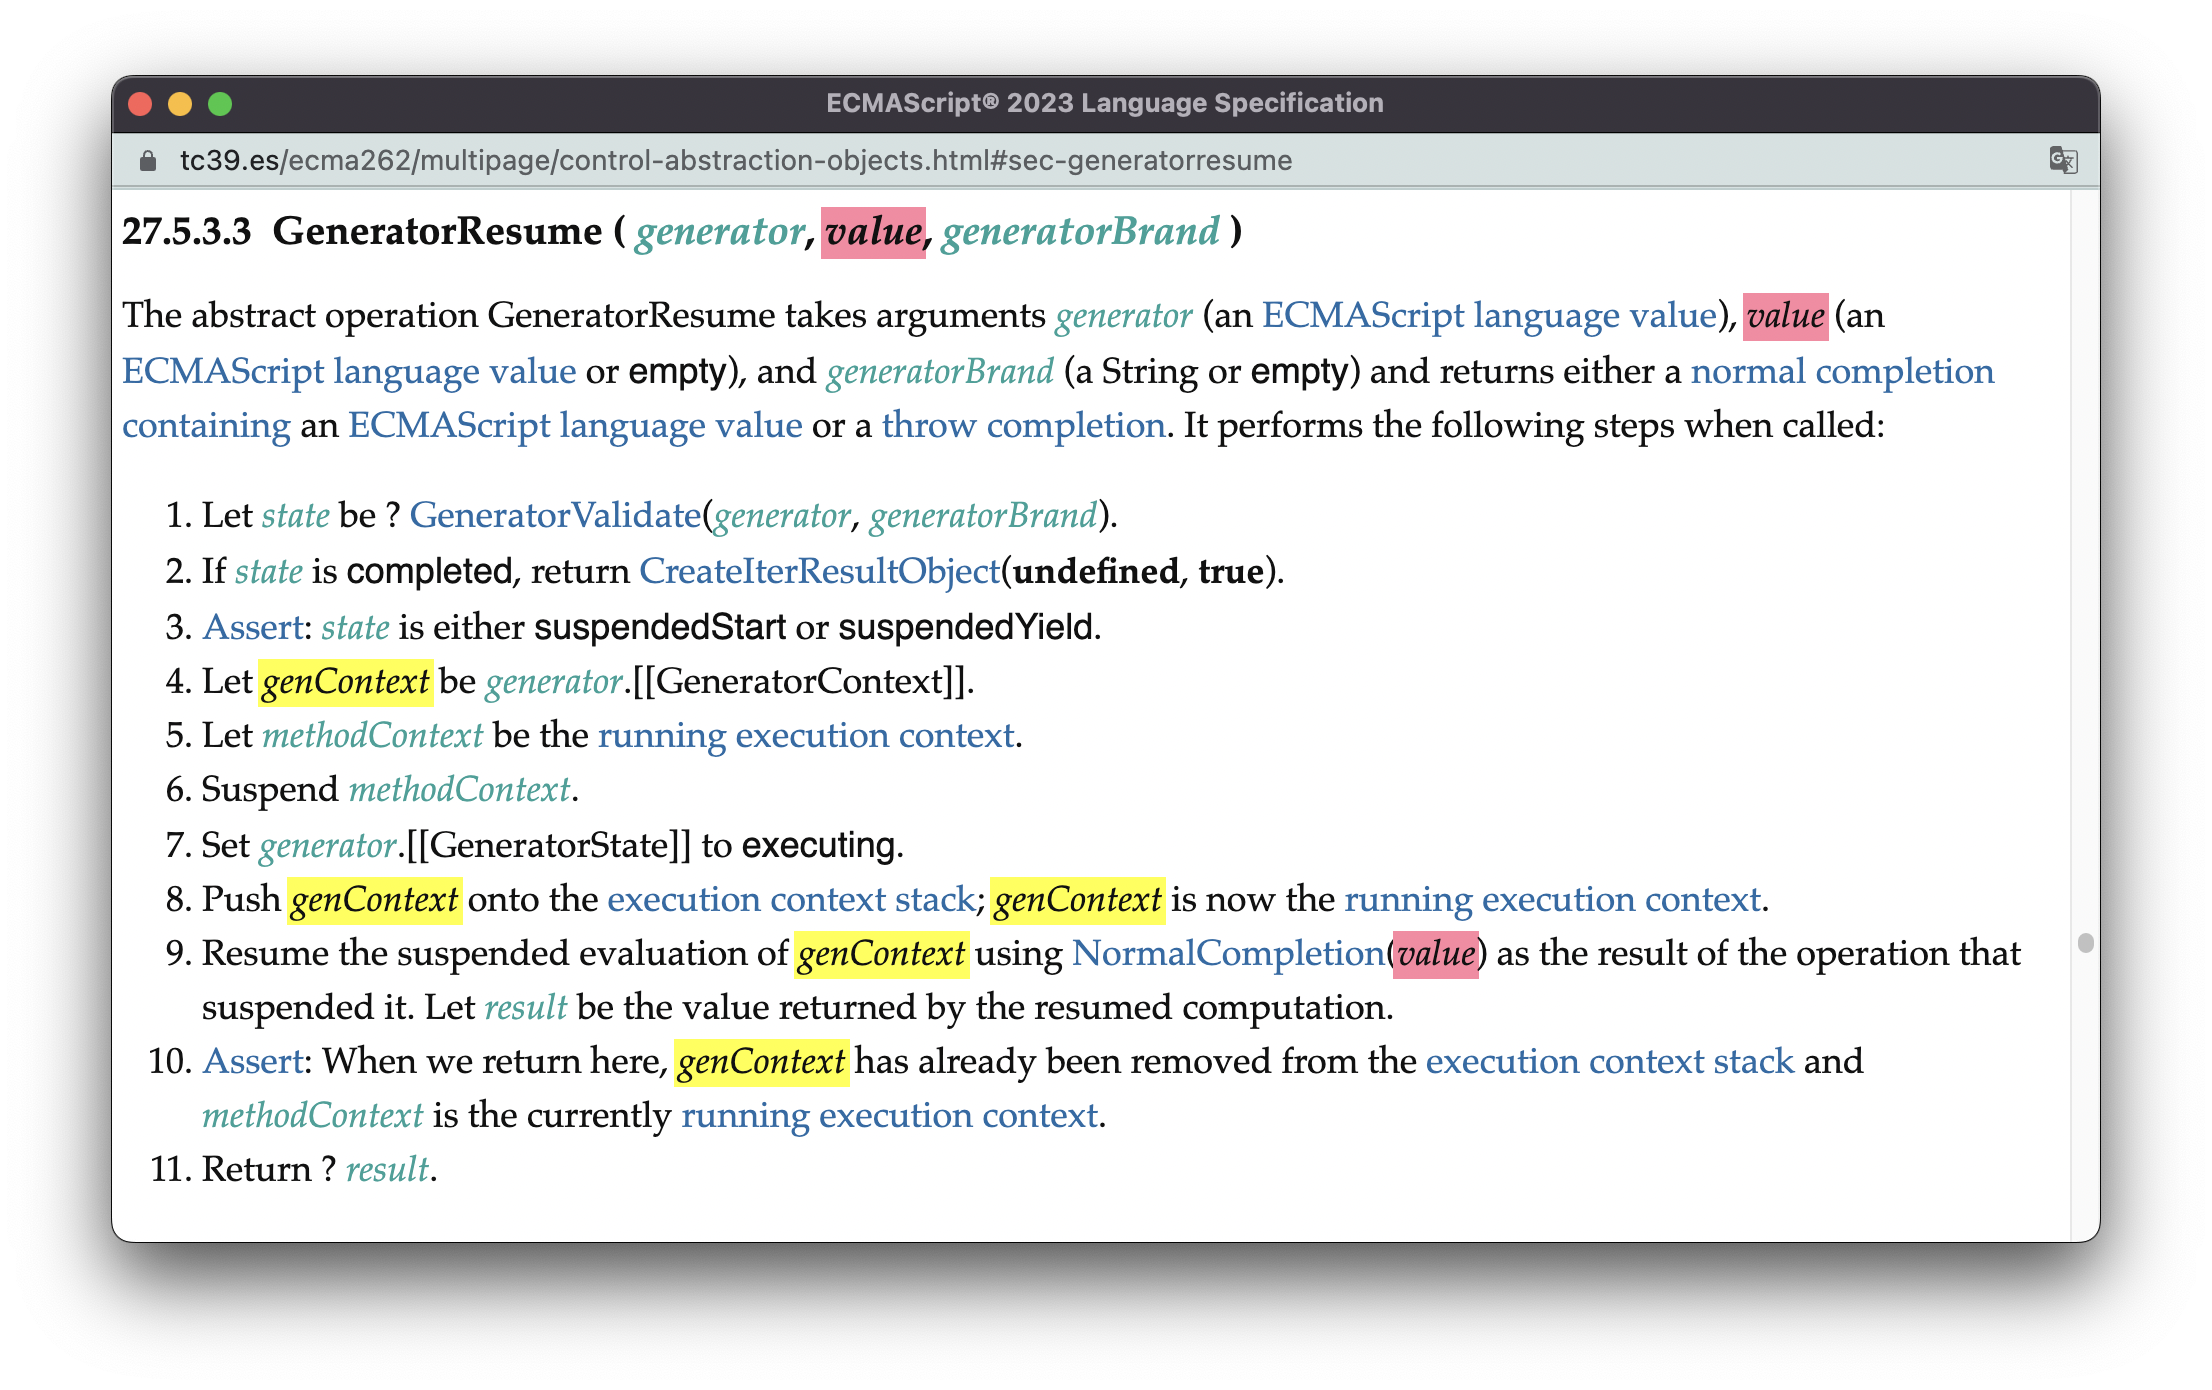 ECMAScript® 2023 Language Specification
tc39.es/ecma262/multipage/control-abstraction-objects.html#sec-generatorresume
27.5.3.3 GeneratorResume ( generator, value, generatorBrand )
The abstract operation GeneratorResume takes arguments generator (an ECMAScript language value), value (an
ECMAScript language value or empty), and generatorBrand (a String or empty) and returns either a normal completion
containing an ECMAScript language value or a throw completion. It performs the following steps when called:
1. Let state be ? GeneratorValidate(generator, generatorBrand).
2. If state is completed, return CreateIterResultObject(undefined, true).
3. Assert: state is either suspendedStart or suspendedYield.
4. Let genContext be generator.[[GeneratorContext]].
5. Let methodContext be the running execution context.
6. Suspend methodContext.
7. Set generator.[[GeneratorState]] to executing.
8. Push genContext onto the execution context stack; genContext is now the running execution context.
9. Resume the suspended evaluation of genContext using NormalCompletion(value) as the result of the operation that
suspended it. Let result be the value returned by the resumed computation.
10. Assert: When we return here, genContext has already been removed from the execution context stack and
methodContext is the currently running execution context.
11. Return ? result.